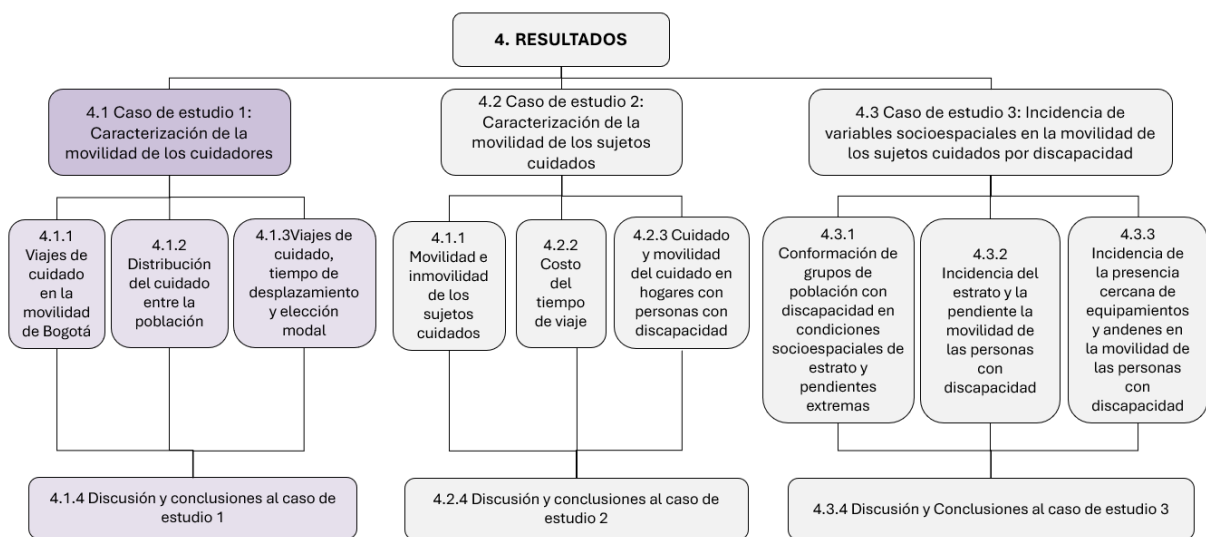 4. RESULTADOS
4.1 Caso de estudio 1:
Caracterización de la
movilidad de los cuidadores
4.2 Caso de estudio 2:
Caracterización de la
movilidad de los sujetos
cuidados
4.3 Caso de estudio 3: Incidencia de
variables socioespaciales en la movilidad de
los sujetos cuidados por discapacidad
4.1.1
Viajes de
cuidado
en la
movilidad
de Bogotá
4.1.2
Distribución
del cuidado
entre la
población
4.1.3Viajes de
cuidado,
tiempo de
desplazamiento
y elección
modal
4.1.1
Movilidad e
inmovilidad
de los
sujetos
cuidados
4.2.2
Costo
del
tiempo
de viaje
4.2.3 Cuidado
y movilidad
del cuidado en
hogares con
personas con
discapacidad
4.3.1
Conformación de
grupos de
población con
discapacidad en
condiciones
socioespaciales de
estrato y
pendientes
extremas
4.3.2
Incidencia del
estrato y la
pendiente la
movilidad de
las personas
con
discapacidad
4.3.3
Incidencia de
la presencia
cercana de
equipamientos
y andenes en
la movilidad de
las personas
con
discapacidad
4.1.4 Discusión y conclusiones al caso de
estudio 1
4.2.4 Discusión y conclusiones al caso de
estudio 2
4.3.4 Discusión y Conclusiones al caso de estudio 3